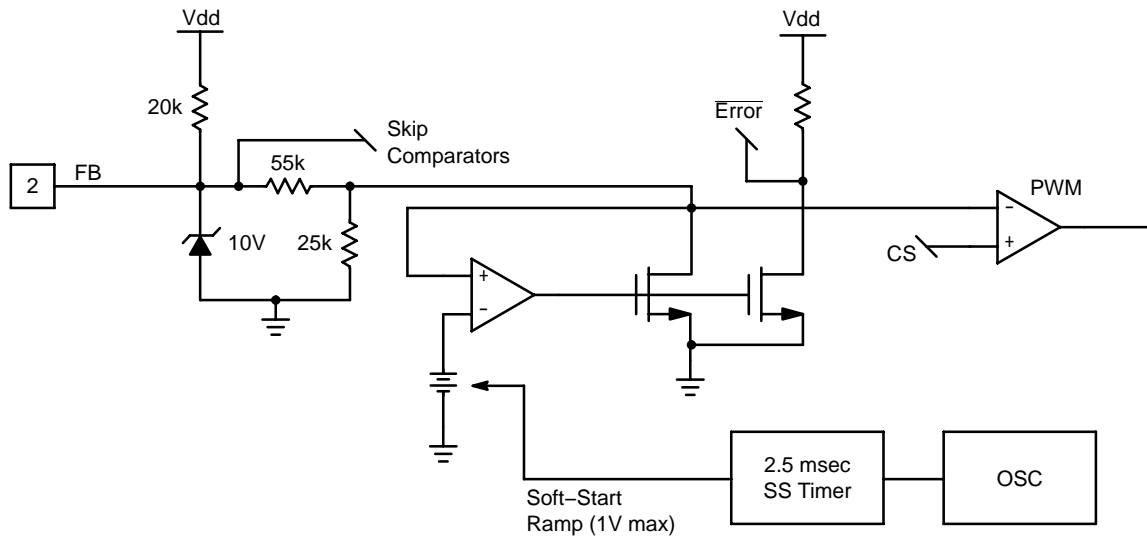 Vdd
Vdd
20k
Error
Skip
Comparators
2
FB
55k
PWM
10V
25k
CS
+
−
−
+
2.5 msec
SS Timer
OSC
Soft−Start
Ramp (1V max)